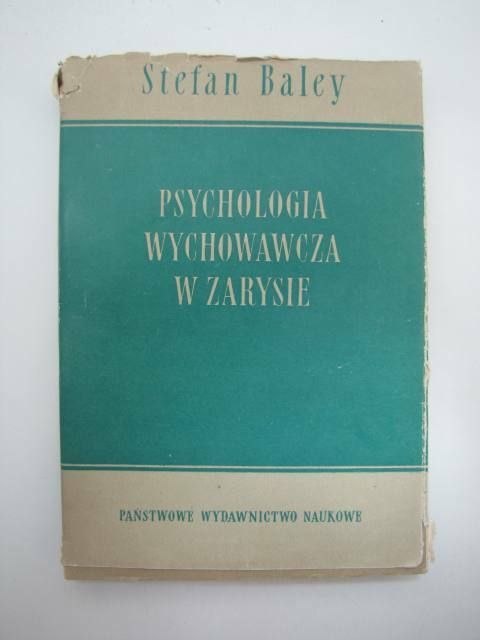 Stefan Baley
PSYCHOLOGIA
WYCHOWAWCZA
W ZARYSIE
PAŃSTWOWE WYDAWNICTWO NAUKOWE